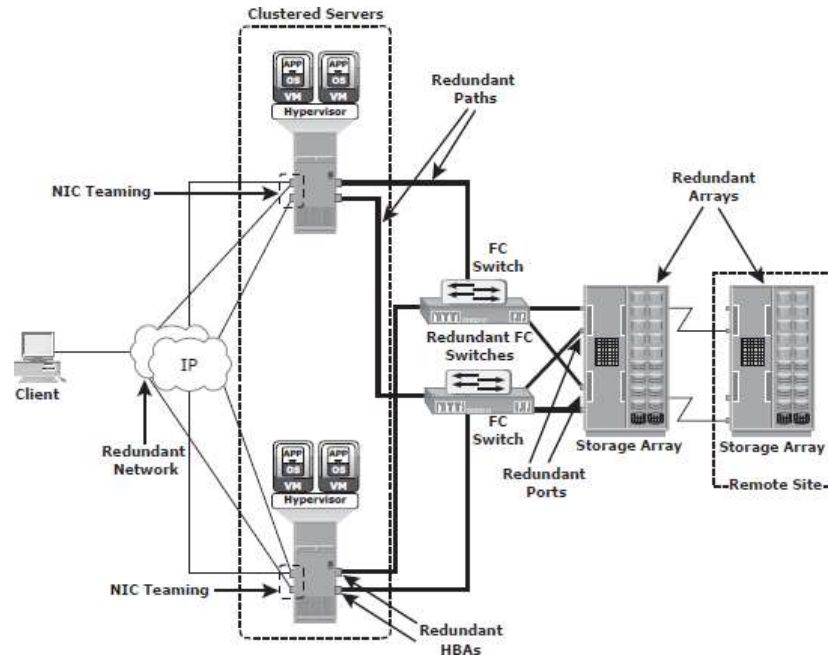 Clustered Servers
APP
OS
VM
APP
OS
VM
Hypervisor
Redundant
Paths
NIC Teaming
Redundant
Arrays
FC
Switch
Redundant FC
Switches
IP
Client
FC
Switch
Redundant
Network
APP
OS
VM
APP
OS
VM
Hypervisor
Storage Array
Storage Array
Redundant
Ports
Remote Site
NIC Teaming
Redundant
HBAs